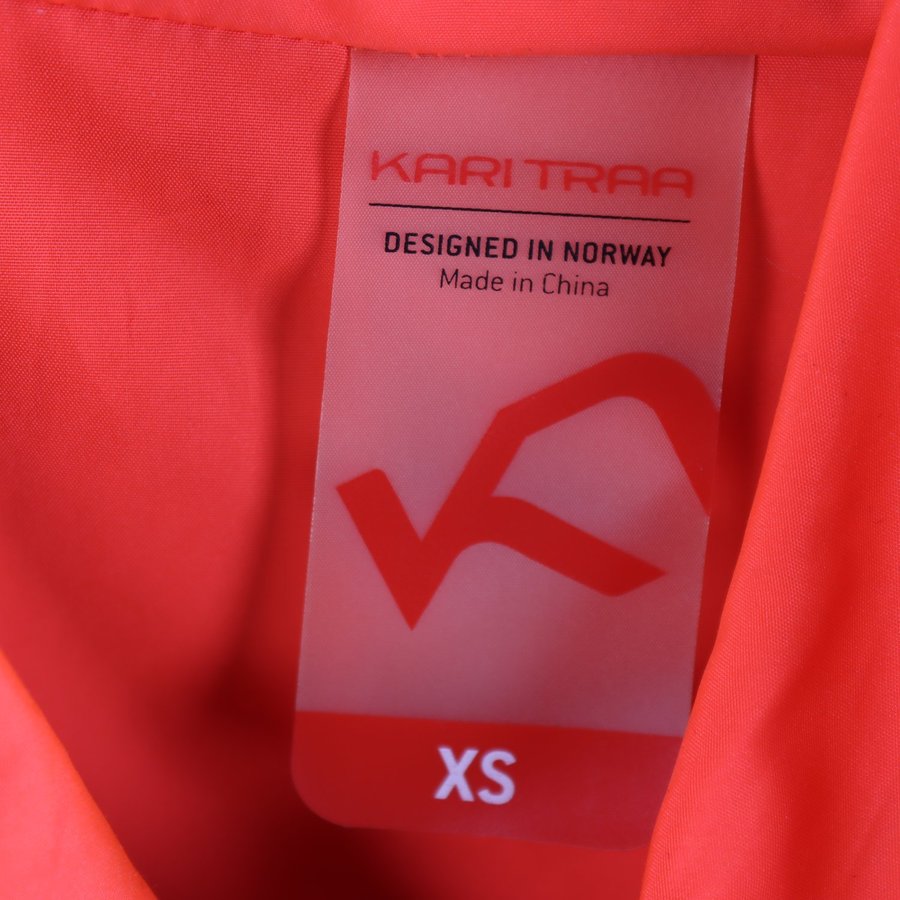 KARI TRAA
DESIGNED IN NORWAY
Made in China
XS